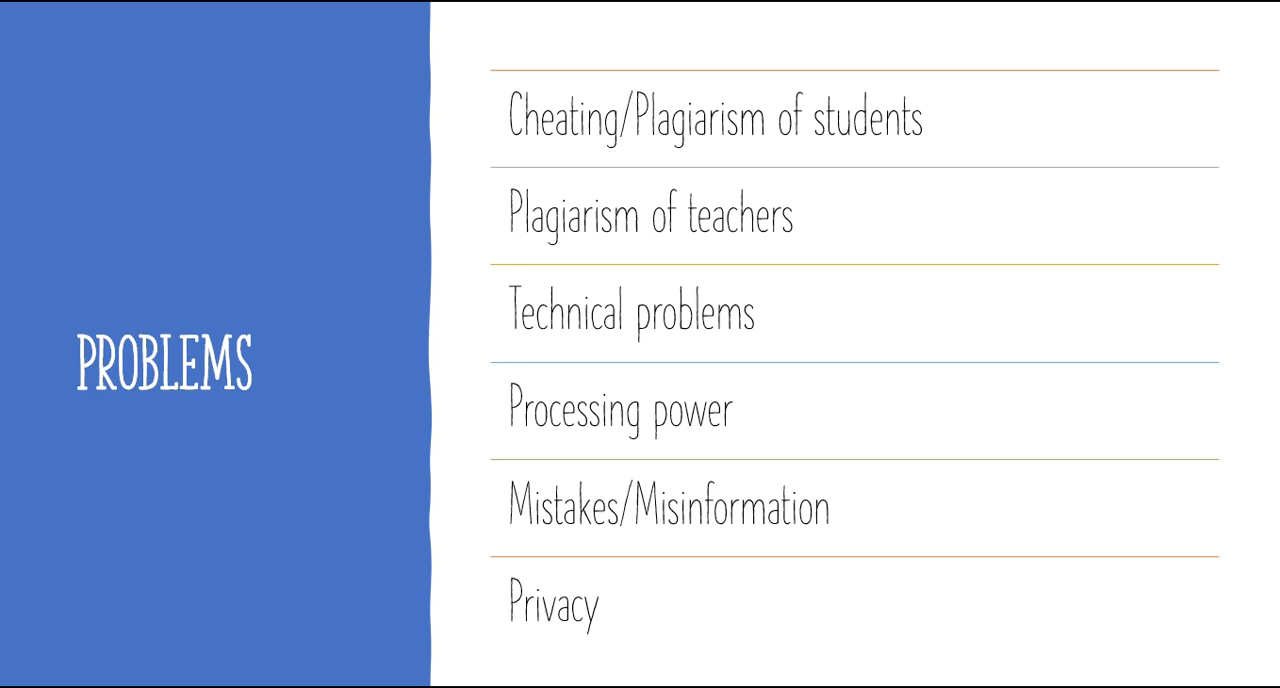 PROBLEMS
Cheating/Plagiarism of students
Plagiarism of teachers
Technical problems
Processing power
Mistakes/Misinformation
Privacy